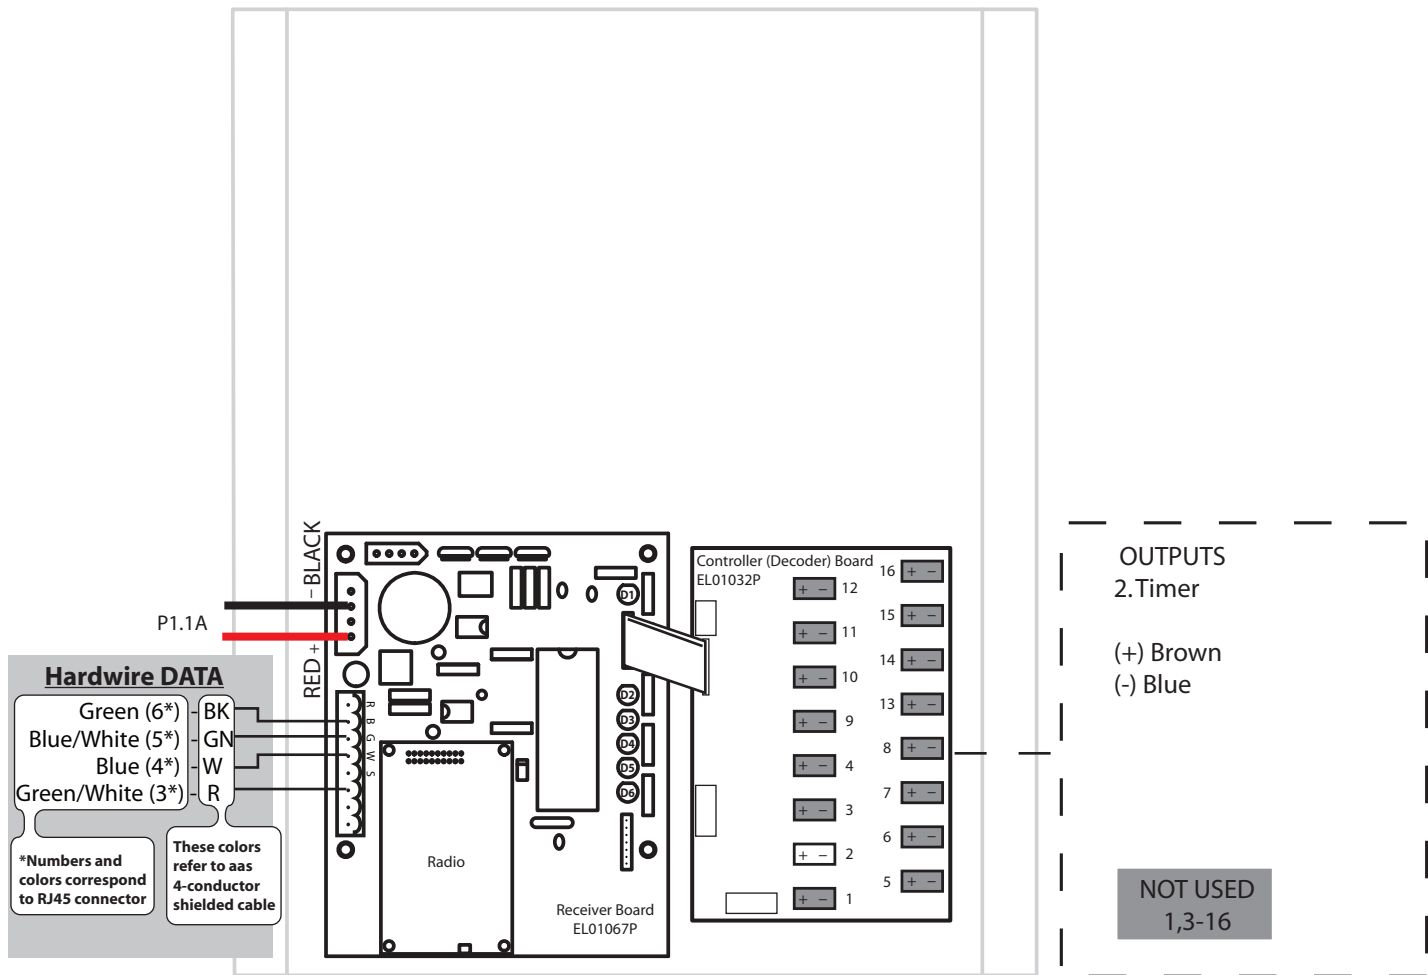 – BLACK
RED +
P1.1A
Hardwire DATA
Green (6*) - BK
Blue/White (5*) - GN
Blue (4*) - W
Green/White (3*) - R
*Numbers and
colors correspond
to RJ45 connector
These colors
refer to aas
4-conductor
shielded cable
R
B
G
W
S
D1
D2
D3
D4
D5
D6
Radio
Receiver Board
EL01067P
Controller (Decoder) Board
EL01032P
+ – 12
+ – 11
+ – 10
+ – 9
+ – 4
+ – 3
+ – 2
+ – 1
16 + –
15 + –
14 + –
13 + –
8 + –
7 + –
6 + –
5 + –
OUTPUTS
2. Timer
(+) Brown
(-) Blue
NOT USED
1,3-16